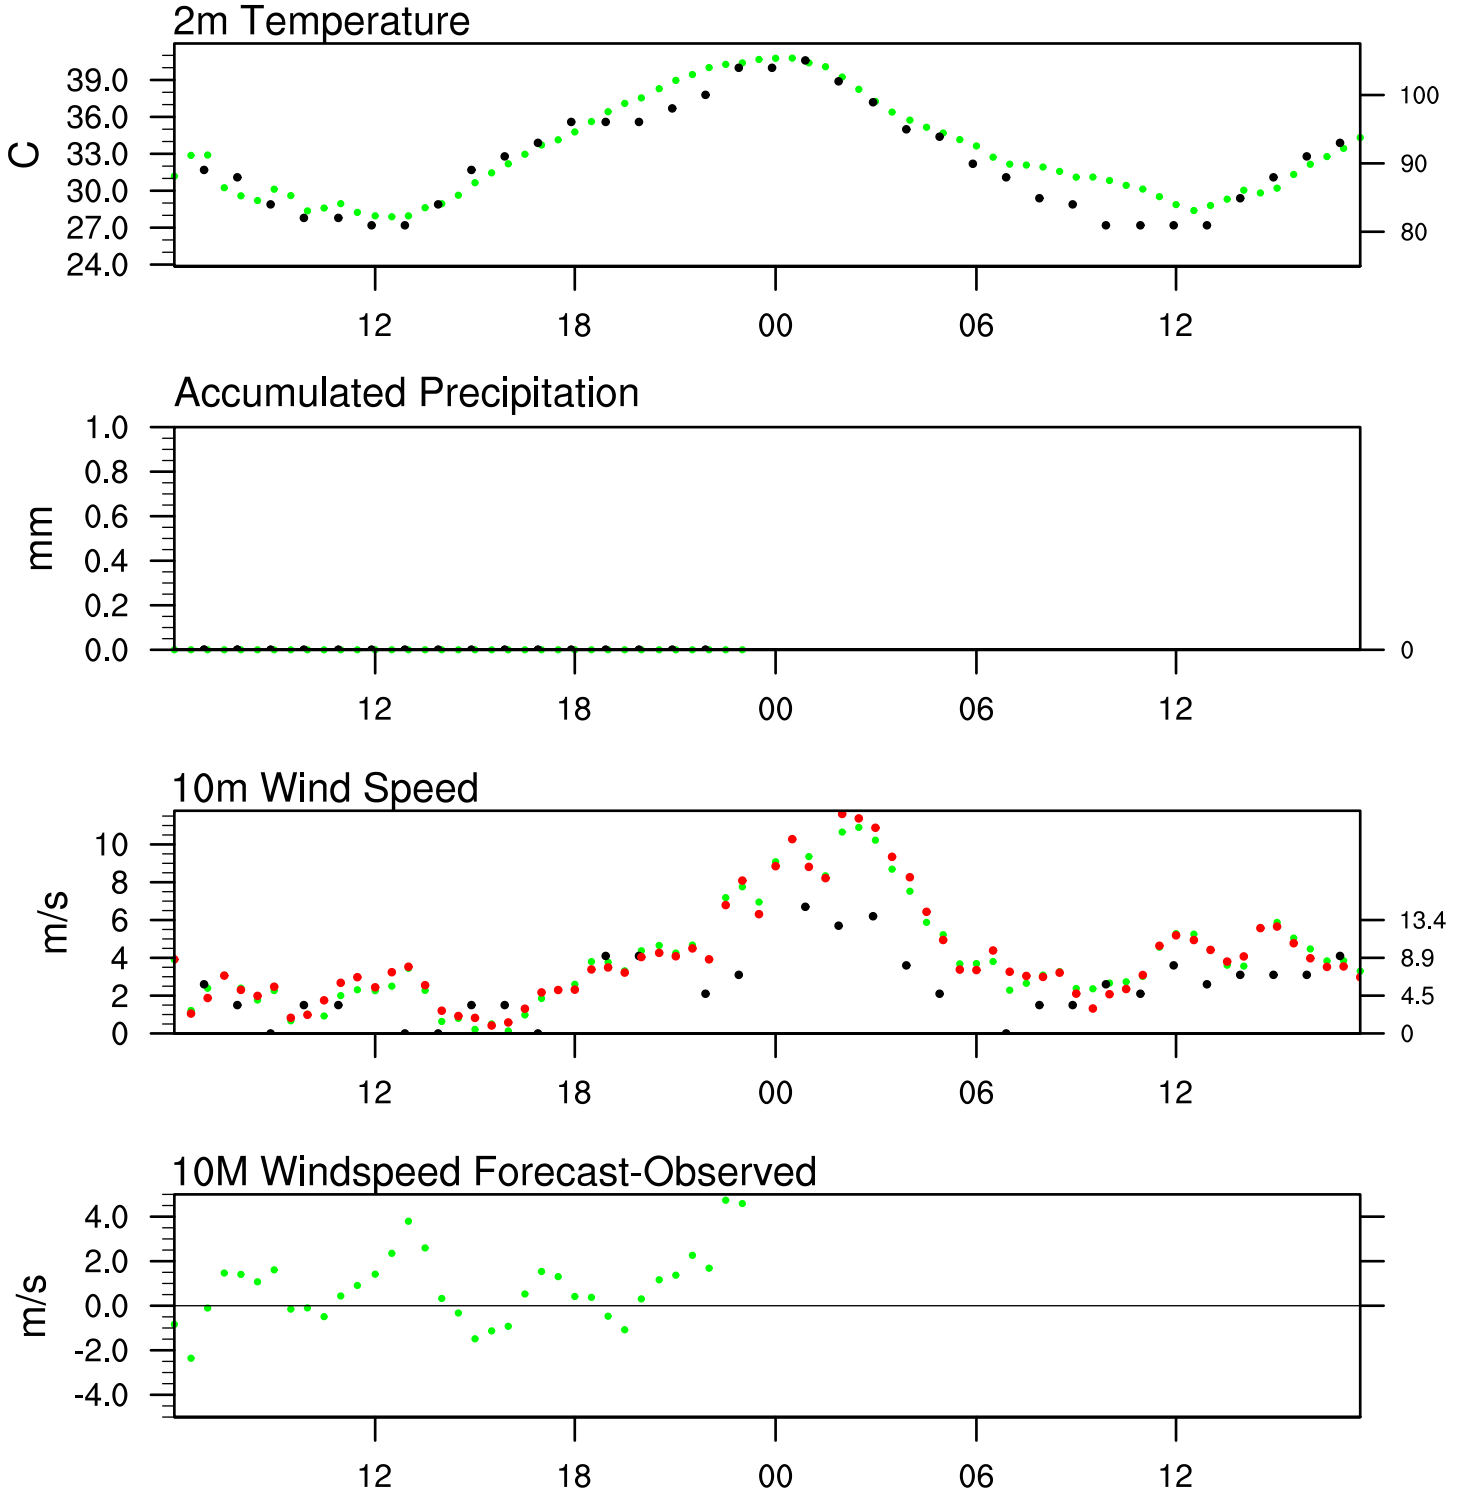 2m Temperature
39.0
36.0
33.0
30.0
27.0
24.0
C
100
90
80
12 18 00 06 12
Accumulated Precipitation
1.0
0.8
0.6
0.4
0.2
0.0
mm
0
12 18 00 06 12
10m Wind Speed
10
8
6
4
2
0
m/s
13.4
8.9
4.5
0
12 18 00 06 12
10M Windspeed Forecast-Observed
4.0
2.0
0.0
-2.0
-4.0
m/s
12 18 00 06 12